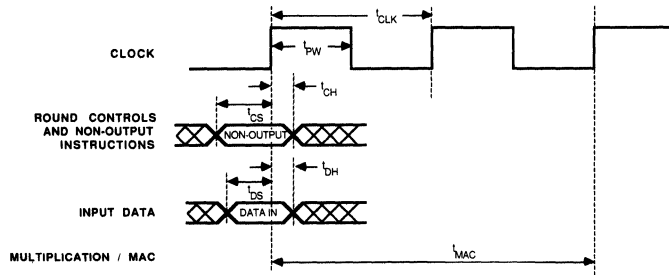 tCLK
CLOCK
tPW
tCH
ROUND CONTROLS
AND NON-OUTPUT
INSTRUCTIONS
tCS
NON-OUTPUT
tDH
tDS
INPUT DATA
DATA IN
MULTIPLICATION / MAC
tMAC